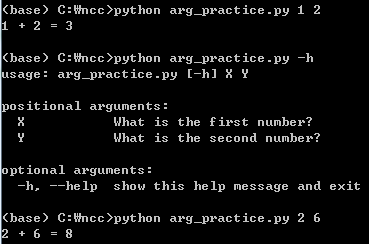 (base) C:₩ncc>python arg_practice.py 1 2
1 + 2 = 3

(base) C:₩ncc>python arg_practice.py -h
usage: arg_practice.py [-h] X Y

positional arguments:
  X           What is the first number?
  Y           What is the second number?

optional arguments:
  -h, --help  show this help message and exit

(base) C:₩ncc>python arg_practice.py 2 6
2 + 6 = 8